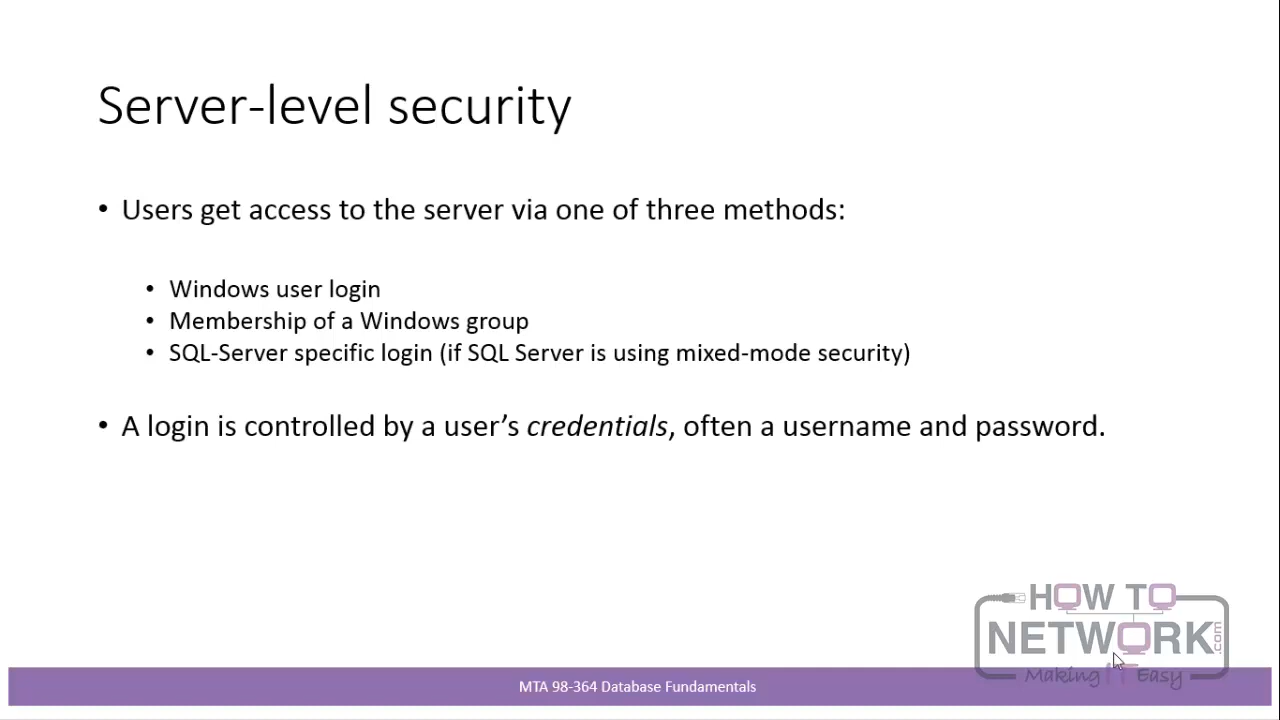 Server-level security
• Users get access to the server via one of three methods:
• Windows user login
• Membership of a Windows group
• SQL-Server specific login (if SQL Server is using mixed-mode security)
• A login is controlled by a user’s credentials, often a username and password.
HOW TO
NETWORK.com
Making IT Easy
MTA 98-364 Database Fundamentals